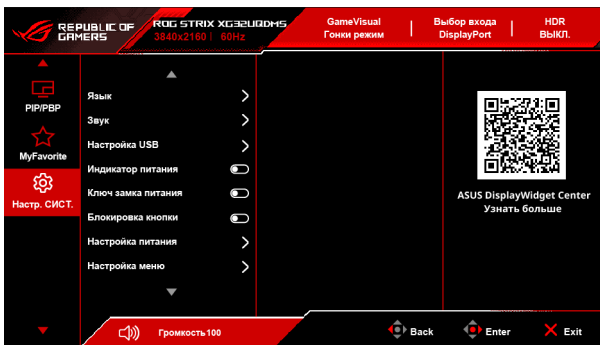 REPUBLIC OF
GAMERS
ROG STRIX XG32UQDMS
3840x2160 | 60Hz
GameVisual
Гонки режим
Выбор входа
DisplayPort
HDR
ВЫКЛ.
PIP/PBP
MyFavorite
Настр. СИСТ.
Язык
Звук
Настройка USB
Индикатор питания
Ключ замка питания
Блокировка кнопки
Настройка питания
Настройка меню
ASUS DisplayWidget Center
Узнать больше
Громкость 100
Back
Enter
Exit